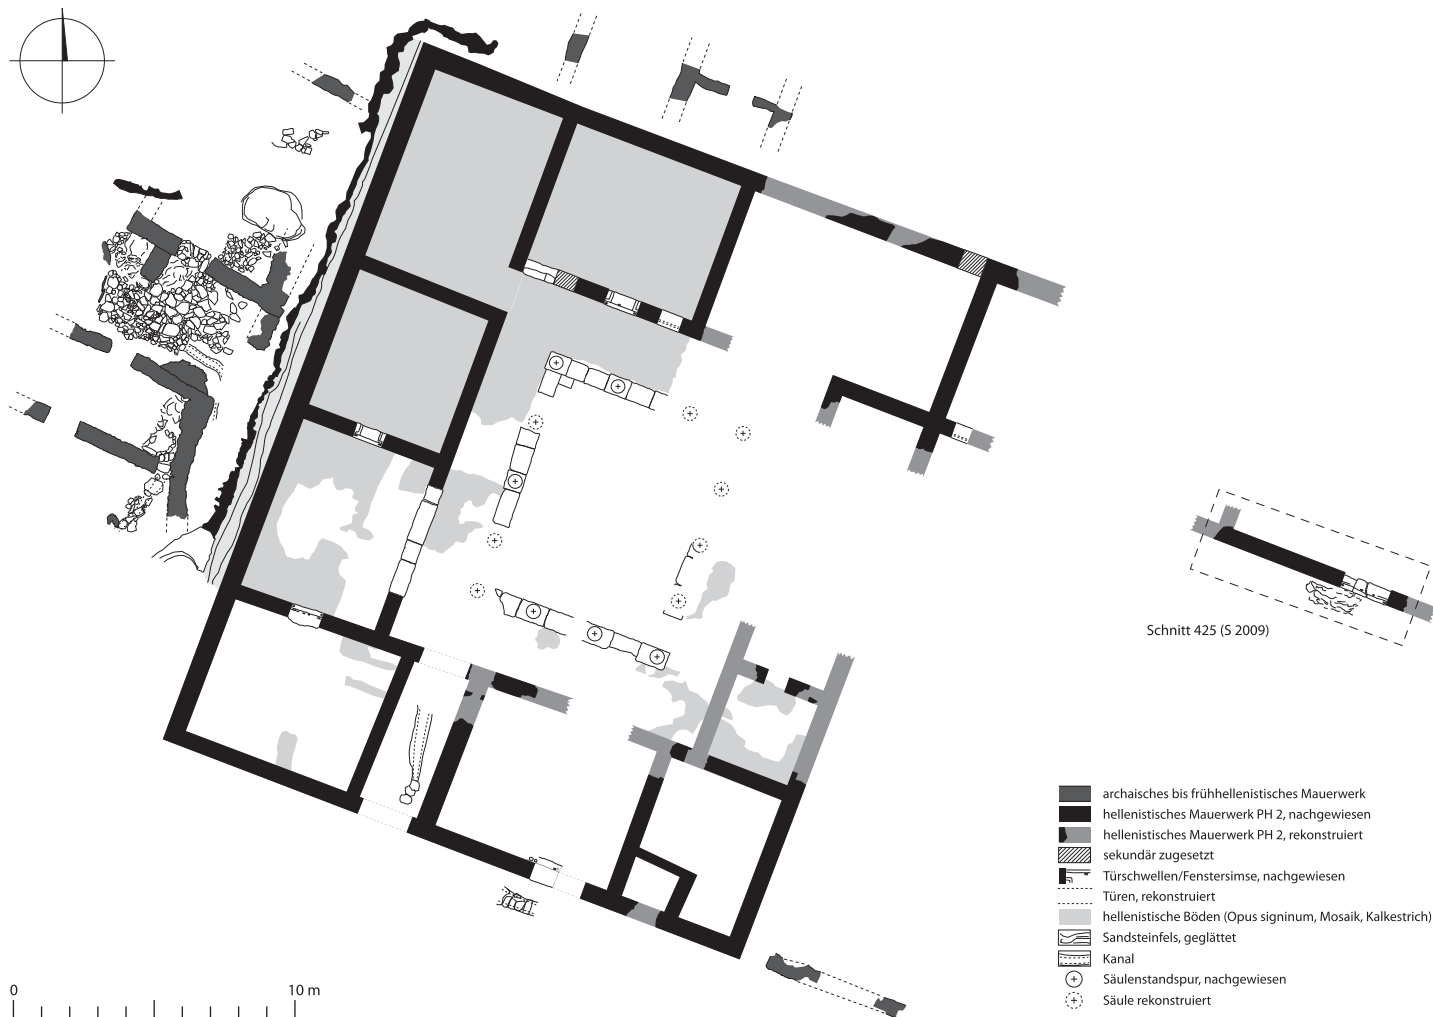 Schnitt 425 (S 2009)
archaisches bis frühhellenistisches Mauerwerk
hellenistisches Mauerwerk PH 2, nachgewiesen
hellenistisches Mauerwerk PH 2, rekonstruiert
sekundär zugesetzt
Türschwellen/Fenstersimse, nachgewiesen
Türen, rekonstruiert
hellenistische Böden (Opus signinum, Mosaik, Kalkestrich)
Sandsteinfels, geglättet
Kanal
Säulenstandspur, nachgewiesen
Säule rekonstruiert
0 10 m